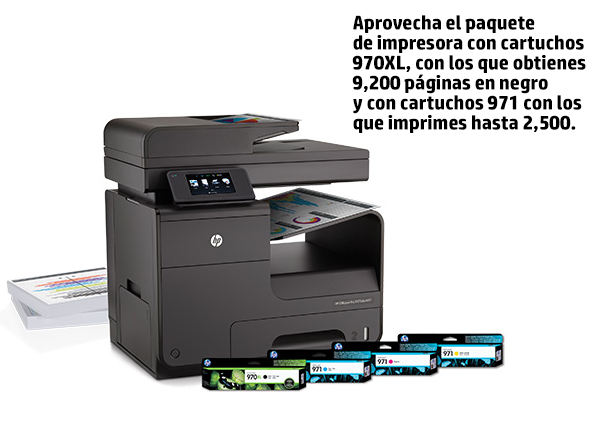 Aprovecha el paquete
de impresora con cartuchos
970XL, con los que obtienes
9,200 páginas en negro
y con cartuchos 971 con los
que imprimes hasta 2,500.
hp
970XL
971
971
971